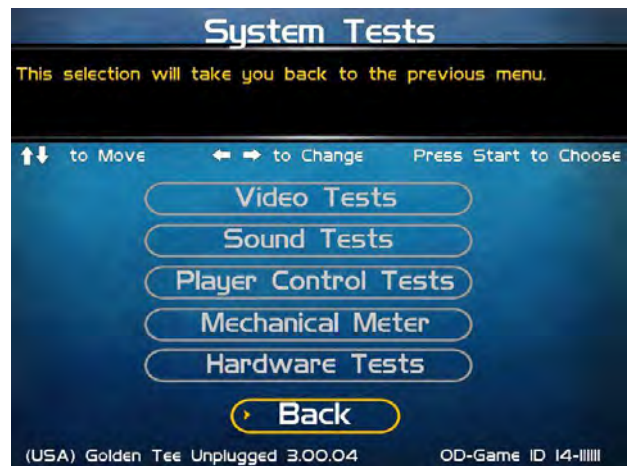 System Tests
This selection will take you back to the previous menu.
to Move to Change Press Start to Choose
Video Tests
Sound Tests
Player Control Tests
Mechanical Meter
Hardware Tests
Back
(USA) Golden Tee Unplugged 3.00.04 OD-Game ID 14-111111